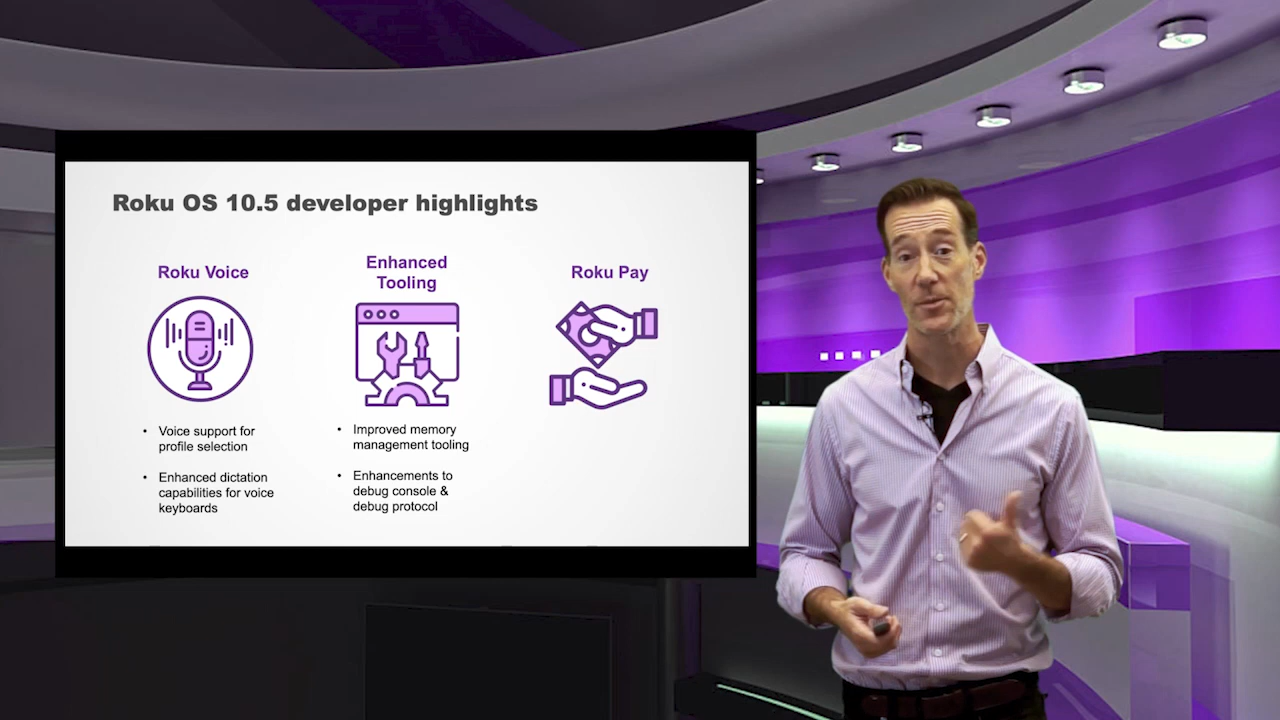 Roku OS 10.5 developer highlights
Roku Voice
• Voice support for
profile selection
• Enhanced dictation
capabilities for voice
keyboards
Enhanced
Tooling
• Improved memory
management tooling
• Enhancements to
debug console &
debug protocol
Roku Pay